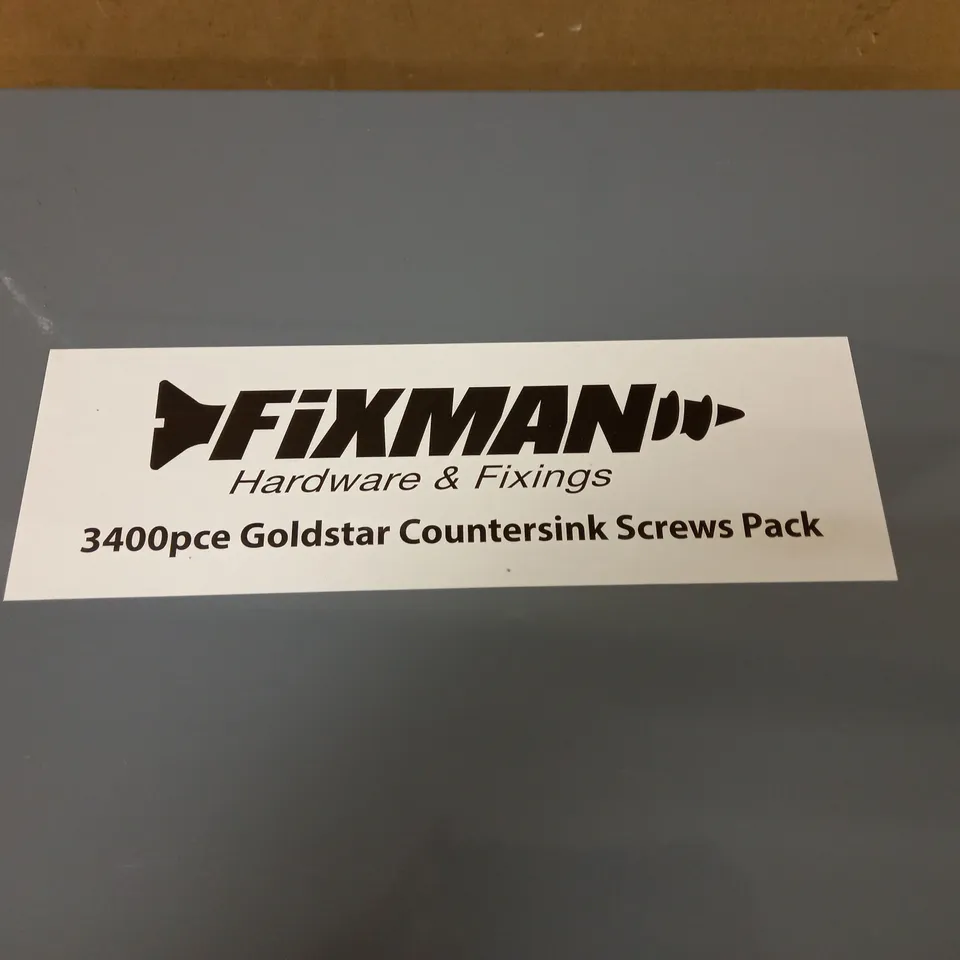 FiXMAN
Hardware & Fixings
3400pce Goldstar Countersink Screws Pack